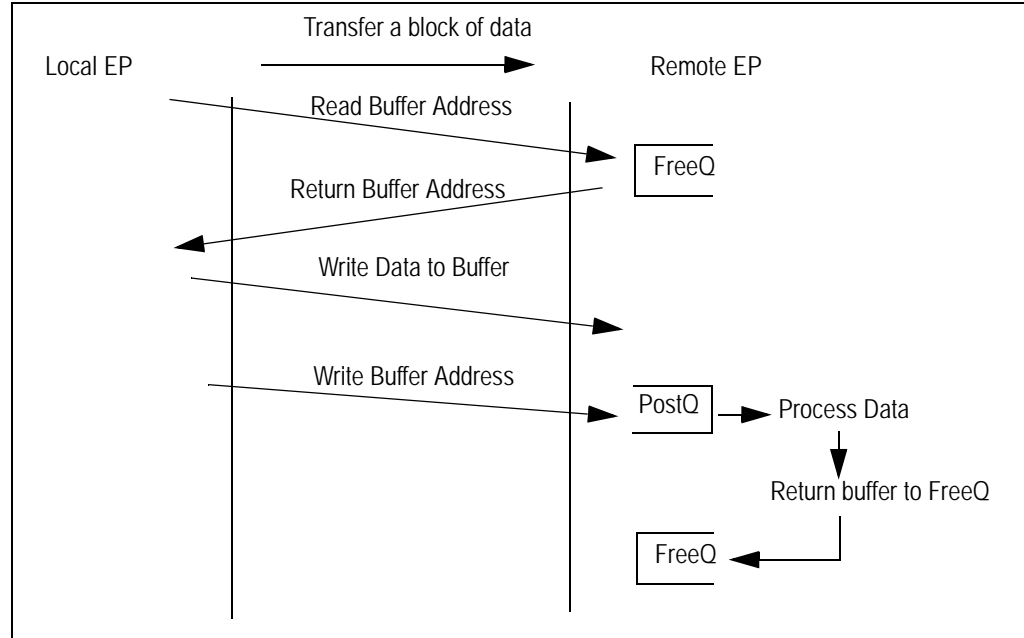 Transfer a block of data
Local EP
Remote EP
Read Buffer Address
FreeQ
Return Buffer Address
Write Data to Buffer
Write Buffer Address
PostQ
Process Data
Return buffer to FreeQ
FreeQ